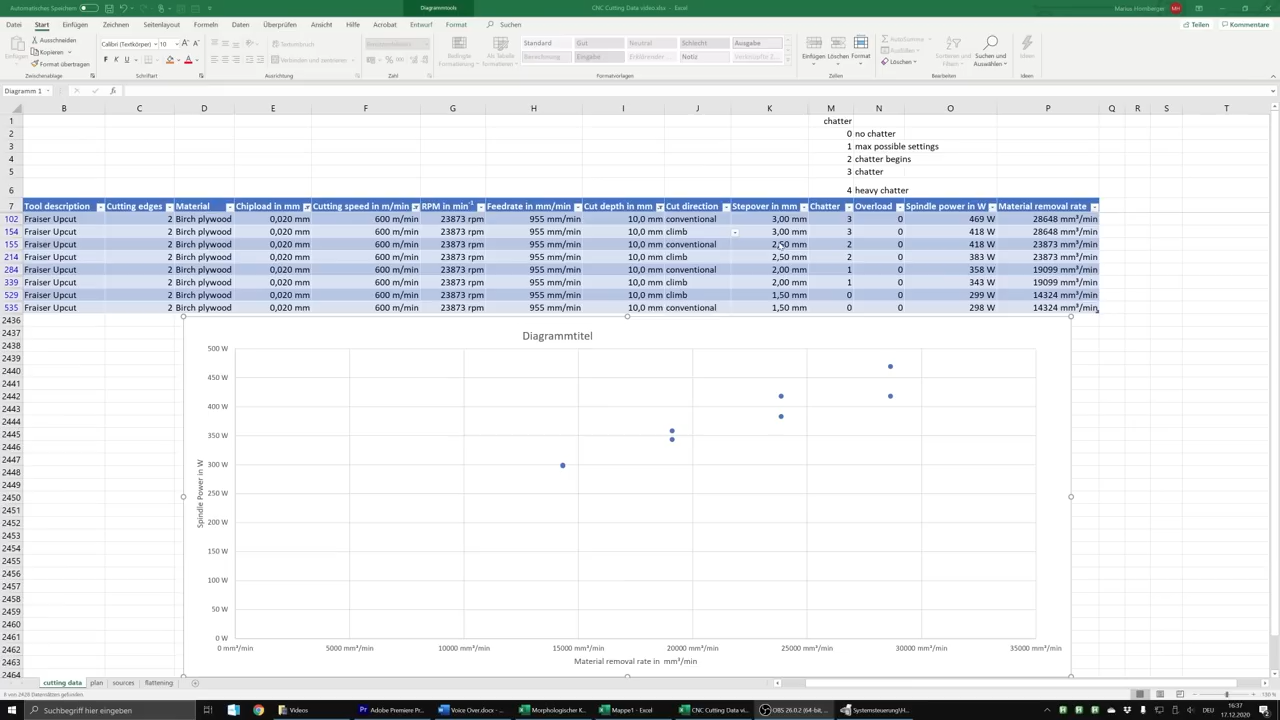 Automatisches Speichern
Diagrammtools
CNC Cutting Data video.xlsx - Excel
Marius Hornberger
MH
Datei Start Einfügen Zeichnen Seitenlayout Formeln Daten Überprüfen Ansicht Hilfe Acrobat Entwurf Format Suchen
Teilen Kommentare
Ausschneiden
Kopieren
Format übertragen
Zwischenablage
Calibri (Textkörper) 10
F K U
Schriftart
Textumbruch
Verbinden und zentrieren
Ausrichtung
Zahl
Bedingte Formatierung
Als Tabelle formatieren
Standard Gut Neutral Schlecht Ausgabe
Berechnung Eingabe Erklärender ... Notiz
Formatvorlagen
Einfügen Löschen Format
Zellen
AutoSumme
Ausfüllen
Löschen
Sortieren und Filtern
Suchen und Auswählen
Bearbeiten
Ideen
Ideen
Diagramm 1 fx
B C D E F G H I J K M N O P Q R S T
1 chatter
2 0 no chatter
3 1 max possible settings
4 2 chatter begins
5 3 chatter
6 4 heavy chatter
7 Tool description Cutting edges Material Chipload in mm Cutting speed in m/min RPM in min⁻¹ Feedrate in mm/min Cut depth in mm Cut direction Stepover in mm Chatter Overload Spindle power in W Material removal rate
102 Fraiser Upcut 2 Birch plywood 0,020 mm 600 m/min 23873 rpm 955 mm/min 10,0 mm conventional 3,00 mm 3 0 469 W 28648 mm³/min
154 Fraiser Upcut 2 Birch plywood 0,020 mm 600 m/min 23873 rpm 955 mm/min 10,0 mm climb 3,00 mm 3 0 418 W 28648 mm³/min
155 Fraiser Upcut 2 Birch plywood 0,020 mm 600 m/min 23873 rpm 955 mm/min 10,0 mm conventional 2,50 mm 2 0 418 W 23873 mm³/min
214 Fraiser Upcut 2 Birch plywood 0,020 mm 600 m/min 23873 rpm 955 mm/min 10,0 mm climb 2,50 mm 2 0 383 W 23873 mm³/min
284 Fraiser Upcut 2 Birch plywood 0,020 mm 600 m/min 23873 rpm 955 mm/min 10,0 mm conventional 2,00 mm 1 0 358 W 19099 mm³/min
339 Fraiser Upcut 2 Birch plywood 0,020 mm 600 m/min 23873 rpm 955 mm/min 10,0 mm climb 2,00 mm 1 0 343 W 19099 mm³/min
529 Fraiser Upcut 2 Birch plywood 0,020 mm 600 m/min 23873 rpm 955 mm/min 10,0 mm climb 1,50 mm 0 0 299 W 14324 mm³/min
535 Fraiser Upcut 2 Birch plywood 0,020 mm 600 m/min 23873 rpm 955 mm/min 10,0 mm conventional 1,50 mm 0 0 298 W 14324 mm³/min
2436
2437
2438
2439
2440
2441
2442
2443
2444
2445
2446
2447
2448
2449
2450
2451
2452
2453
2454
2455
2456
2457
2458
2459
2460
2461
2462
2463
2464
Diagrammtitel
500 W
450 W
400 W
350 W
300 W
250 W
200 W
150 W
100 W
50 W
0 W
Spindle Power in W
0 mm³/min 5000 mm³/min 10000 mm³/min 15000 mm³/min 20000 mm³/min 25000 mm³/min 30000 mm³/min 35000 mm³/min
Material removal rate in mm³/min
cutting data plan sources flattening
8 von 2428 Datensätzen gefunden.
130 %
Suchbegriff hier eingeben
Videos
Adobe Premiere Pr...
Voice Over.docx - ...
Morphologischer K...
Mappe1 - Excel
CNC Cutting Data vi...
OBS 26.0.2 (64-bit, ...
Systemsteuerung\H...
DEU
16:37
17.12.2020